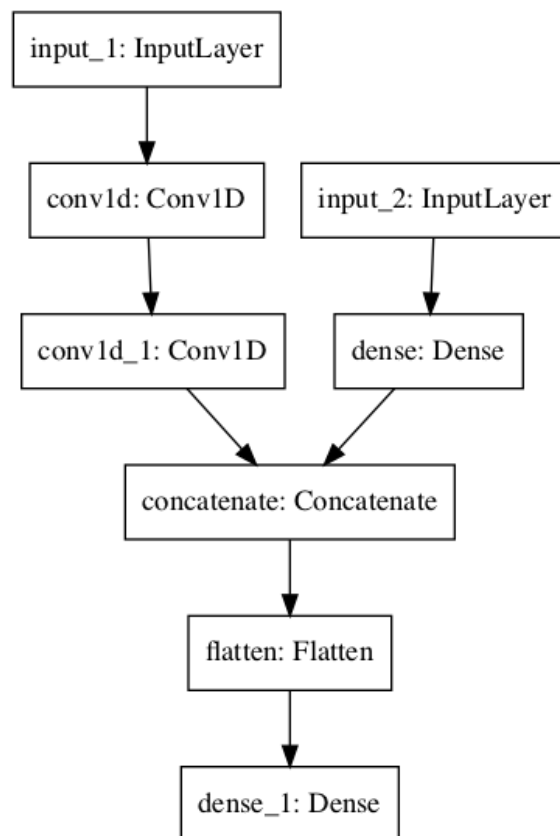 input_1: InputLayer
conv1d: Conv1D
input_2: InputLayer
conv1d_1: Conv1D
dense: Dense
concatenate: Concatenate
flatten: Flatten
dense_1: Dense